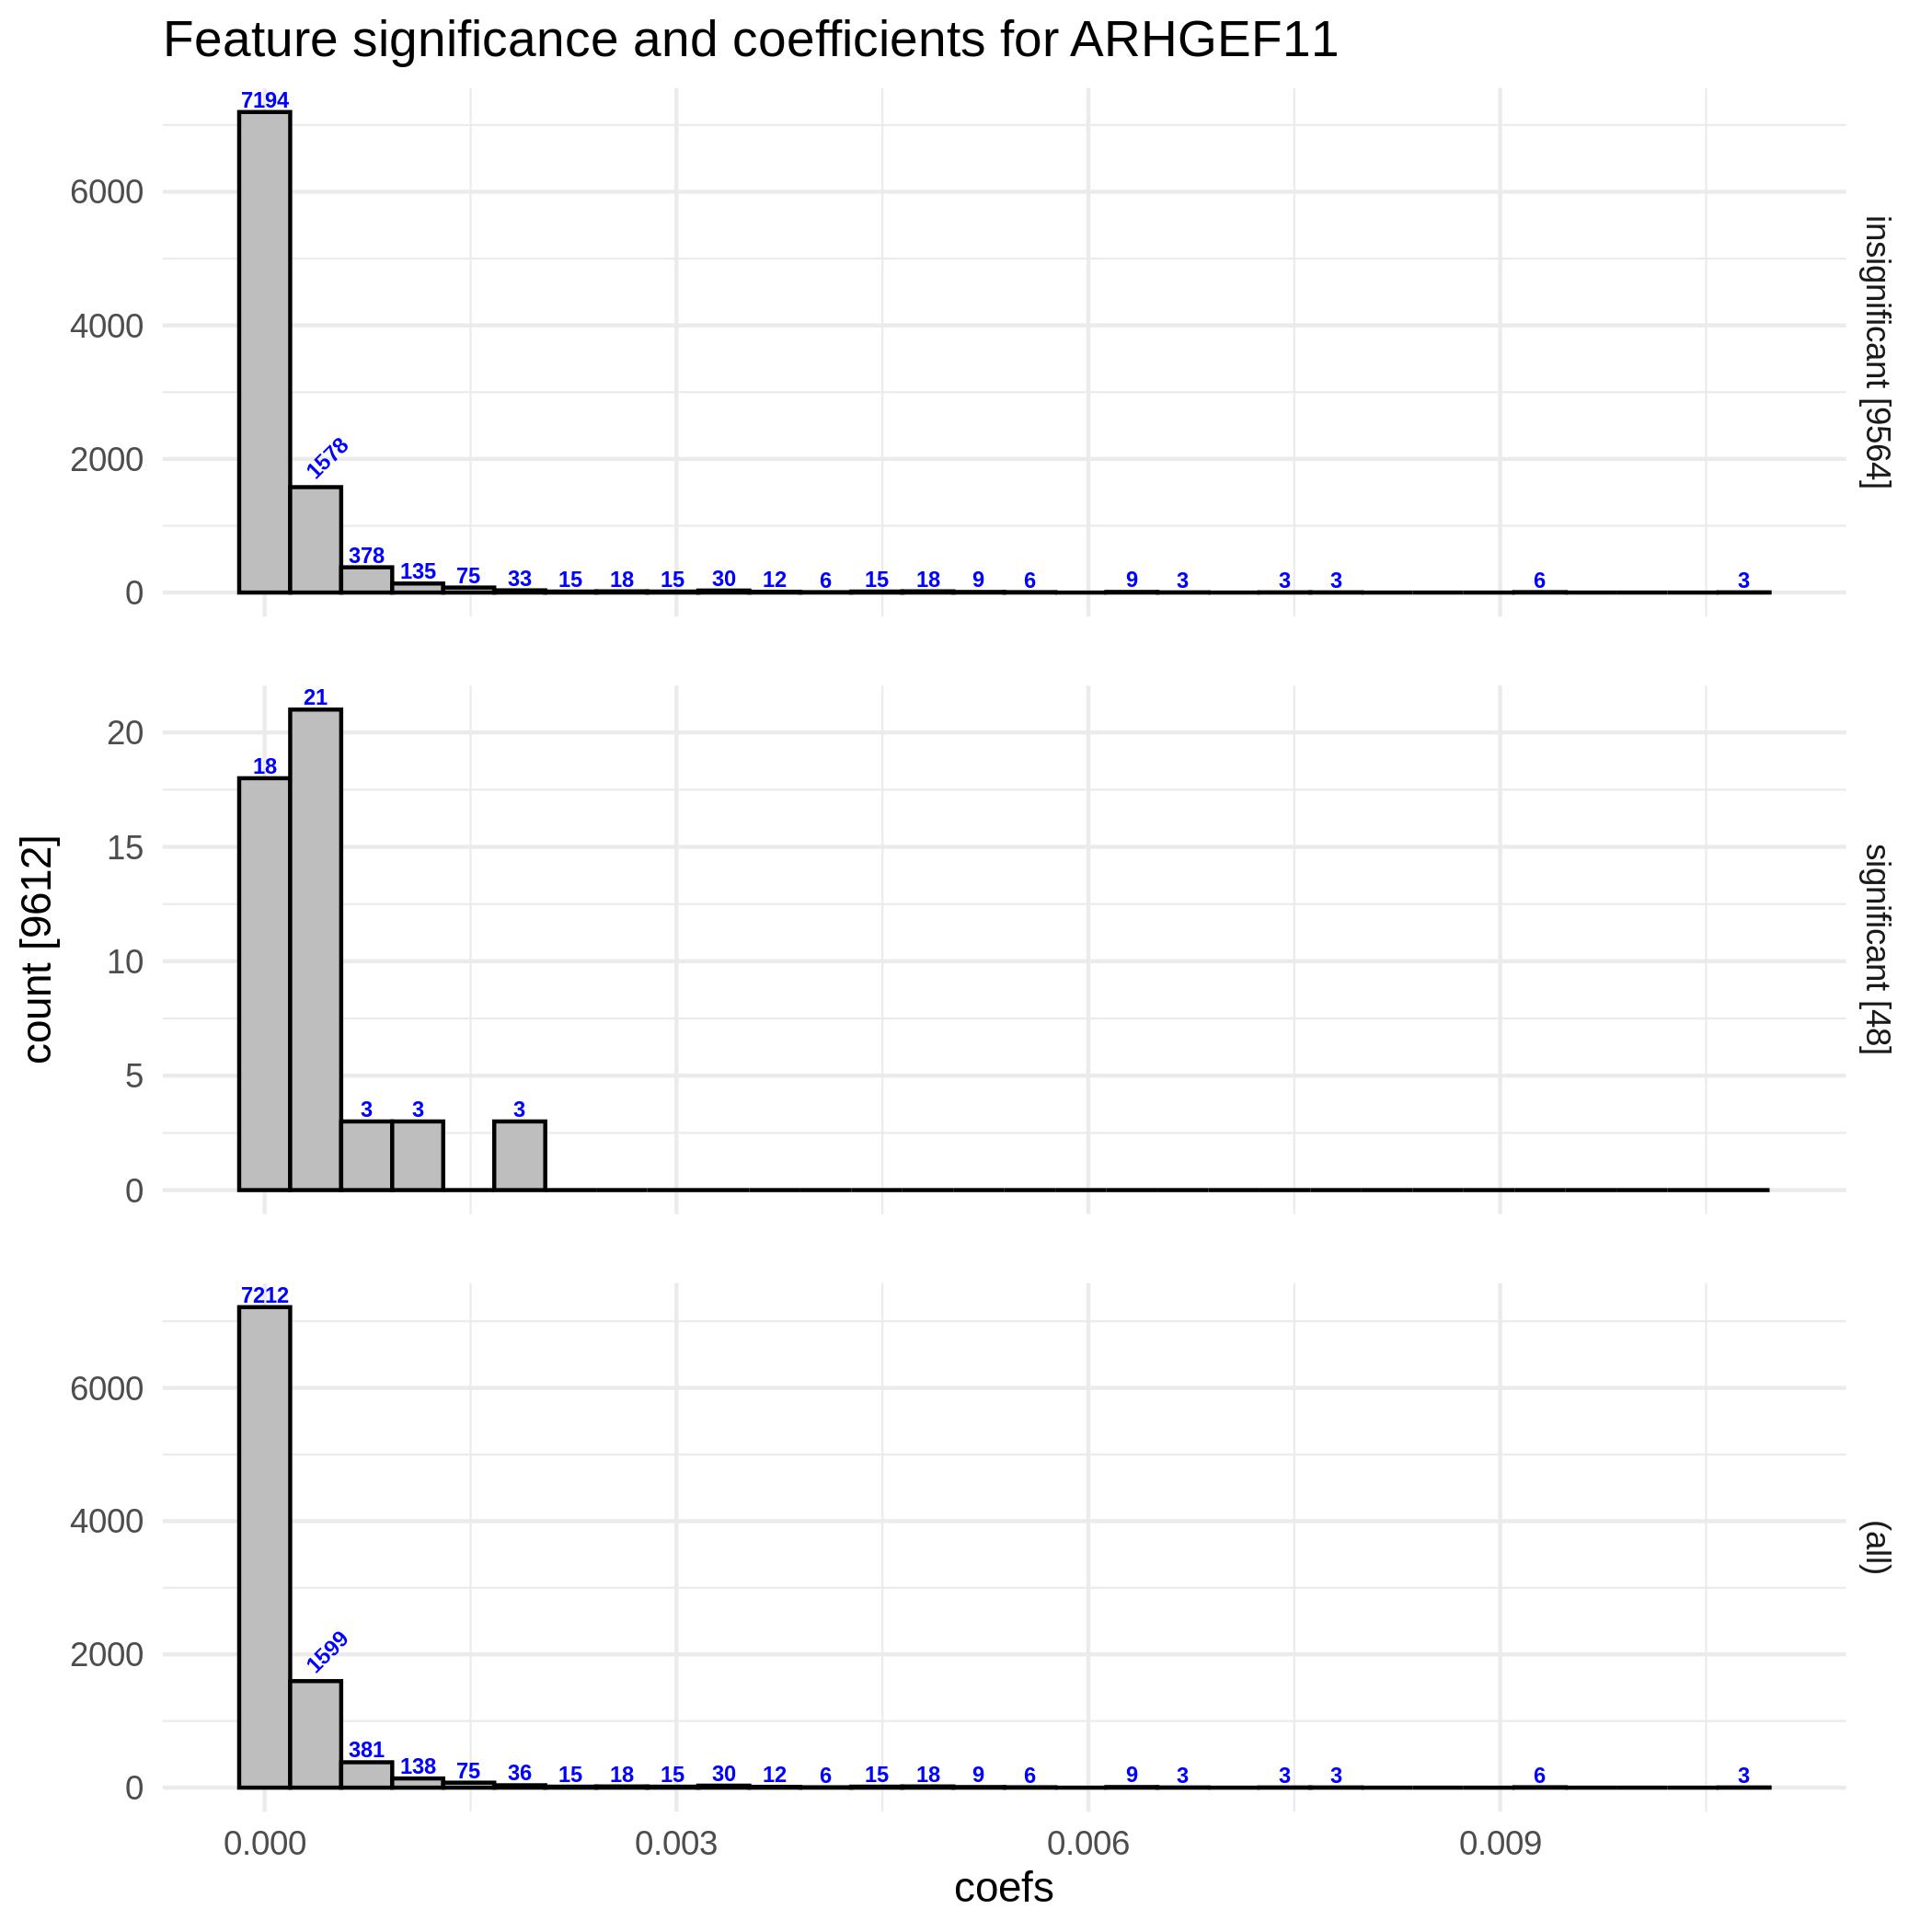 Feature significance and coefficients for ARHGEF11
count [9612]
7194
1578
378
135 75 33 15 18 15 30 12 6 15 18 9 6 9 3 3 3 6 3
6000
4000
2000
0
insignificant [9564]
21
18
3 3 3
20
15
10
5
0
significant [48]
7212
1599
381
138 75 36 15 18 15 30 12 6 15 18 9 6 9 3 3 3 6 3
6000
4000
2000
0
(all)
0.000 0.003 0.006 0.009
coefs